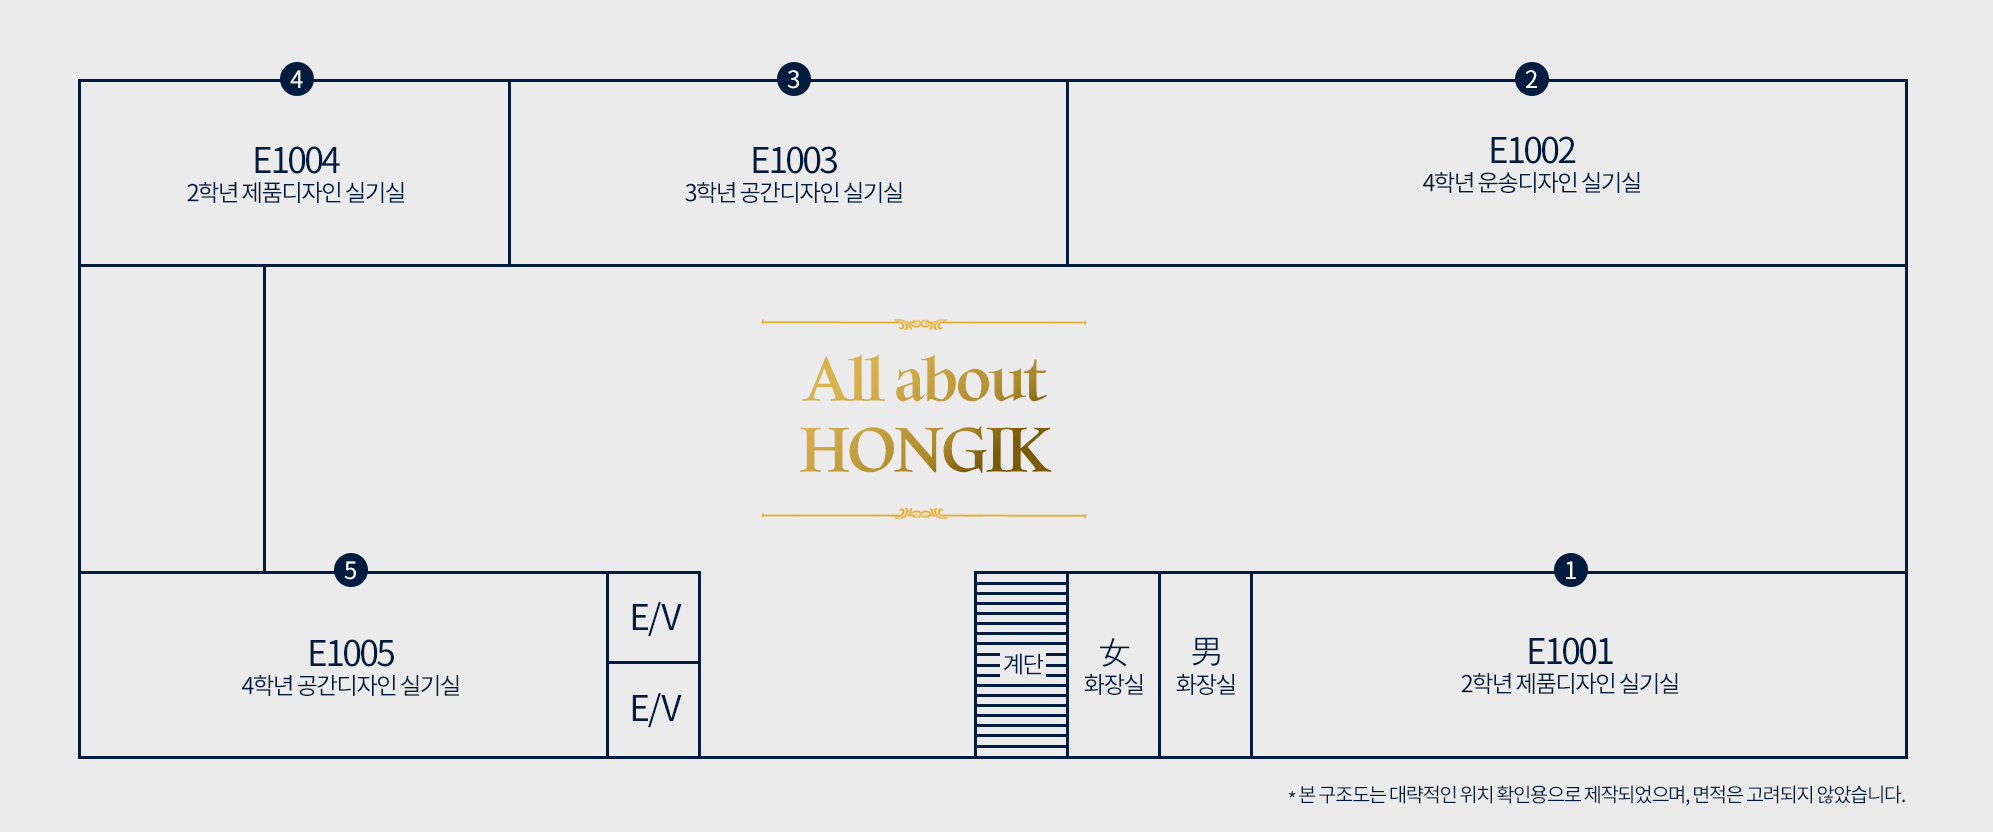 4
E1004
2학년 제품디자인 실기실
3
E1003
3학년 공간디자인 실기실
2
E1002
4학년 운송디자인 실기실
All about
HONGIK
5
E1005
4학년 공간디자인 실기실
E/V
E/V
계단
女
화장실
男
화장실
1
E1001
2학년 제품디자인 실기실
* 본 구조도는 대략적인 위치 확인용으로 제작되었으며, 면적은 고려되지 않았습니다.